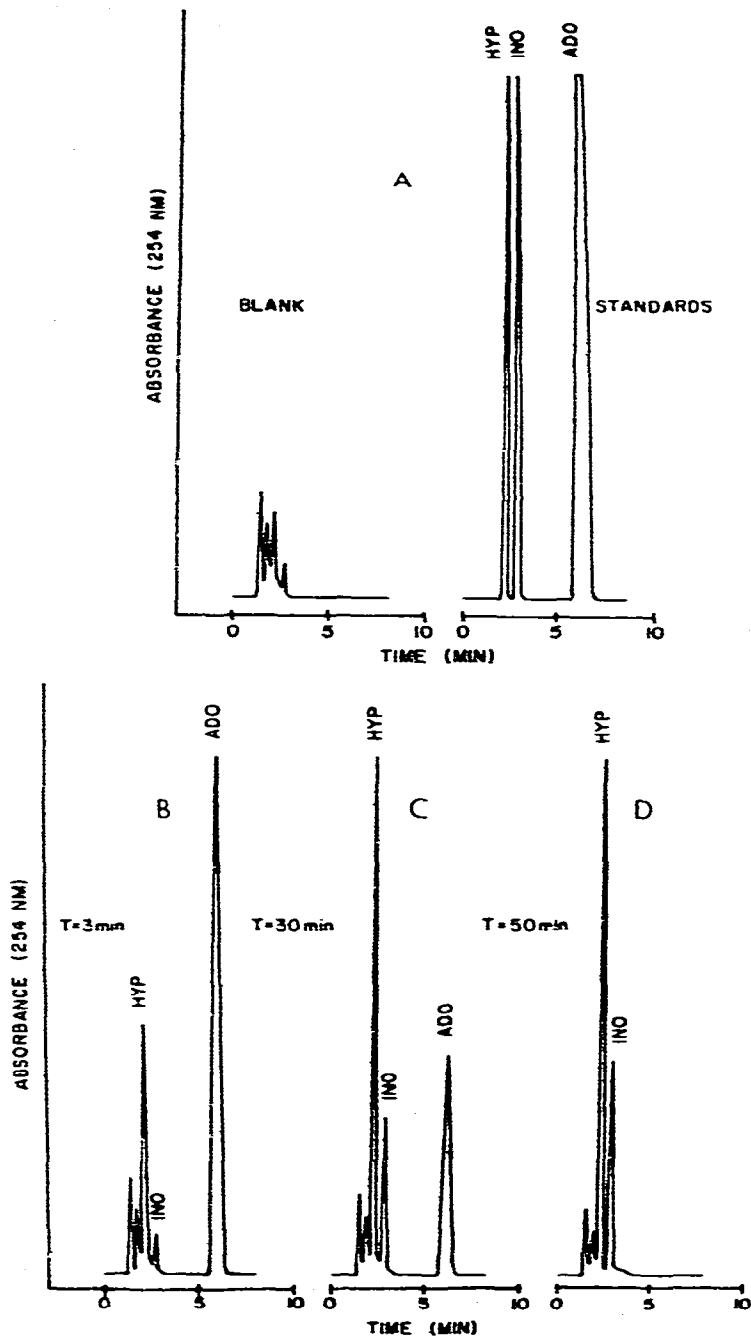 HYP INO ADO
A
ABSORBANCE (254 NM)
BLANK
STANDARDS
0 5 10 0 5 10
TIME (MIN)
ADO HYP HYP
B C D
T=3min T=30min T=50min
HYP
INO
INO
ADO
INO
ABSORBANCE (254 NM)
0 5 10 0 5 10 0 5 10
TIME (MIN)